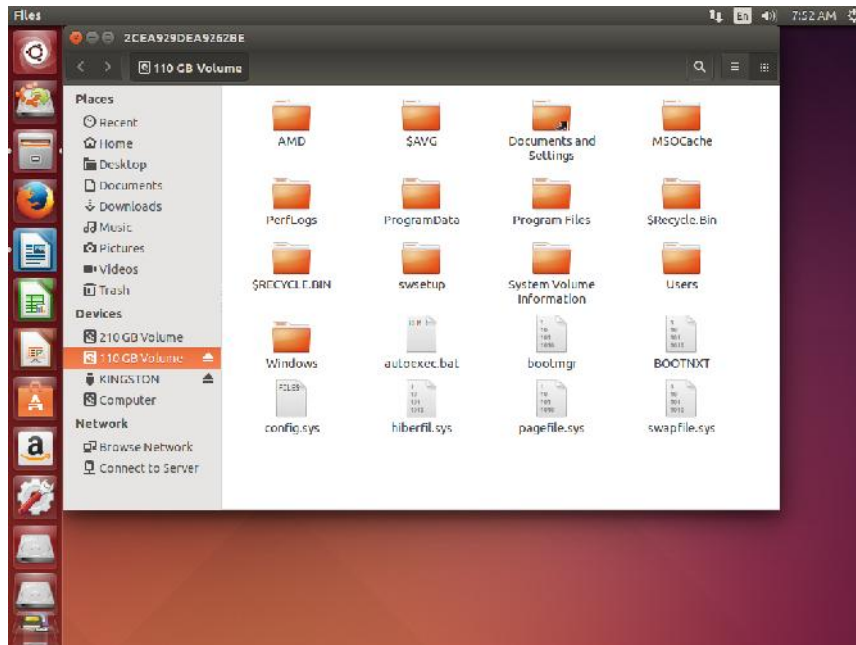 Files
En
7:52 AM
2CEA929DEA9262BE
110 GB Volume
Places
Recent
Home
Desktop
Documents
Downloads
Music
Pictures
Videos
Trash
Devices
210 GB Volume
110 GB Volume
KINGSTON
Computer
Network
Browse Network
Connect to Server
AMD
$AVG
Documents and
Settings
MSOCache
PerfLogs
ProgramData
Program Files
$Recycle.Bin
$RECYCLE.BIN
swsetup
System Volume
Information
Users
Windows
autoexec.bat
bootmgr
BOOTNXT
config.sys
hiberfil.sys
pagefile.sys
swapfile.sys